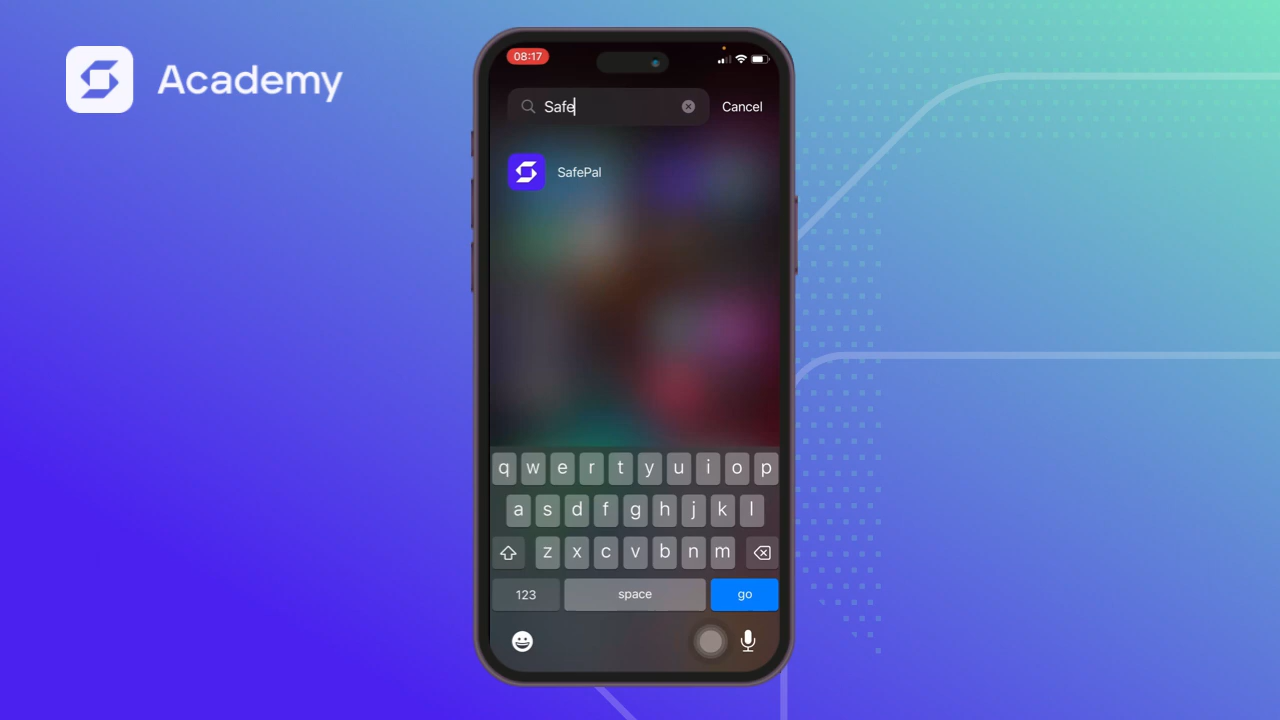 Academy
08:17
Safe
Cancel
SafePal
q w e r t y u i o p
a s d f g h j k l
z x c v b n m
123 space go